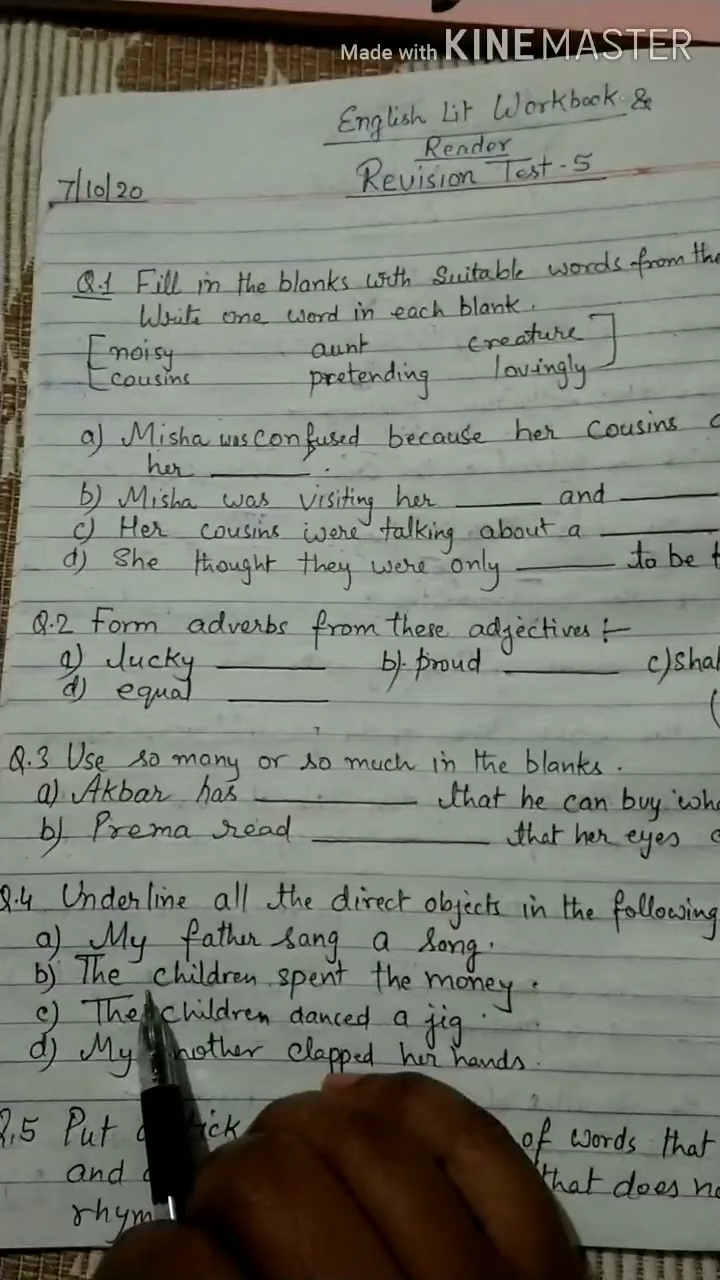 Made with KINEMASTER
English Lit Workbook &
Reader
7/10/20 Revision Test-5
Q.1 Fill in the blanks with Suitable words from the
Write one word in each blank.
noisy aunt creature
cousins pretending lovingly
a) Misha was confused because her cousins
her ______.
b) Misha was visiting her ______ and ______
c) Her cousins were talking about a ______
d) She thought they were only ______ to be
Q.2 Form adverbs from these adjectives :-
a) lucky ______ b) proud ______ c)
d) equal ______
Q.3 Use so many or so much in the blanks.
a) Akbar has ______ that he can buy
b) Prema read ______ that her eyes
Q.4 Underline all the direct objects in the following
a) My father sang a song.
b) The children spent the money.
c) The children danced a jig.
d) My clapped her hands.
Put of words that
and that does